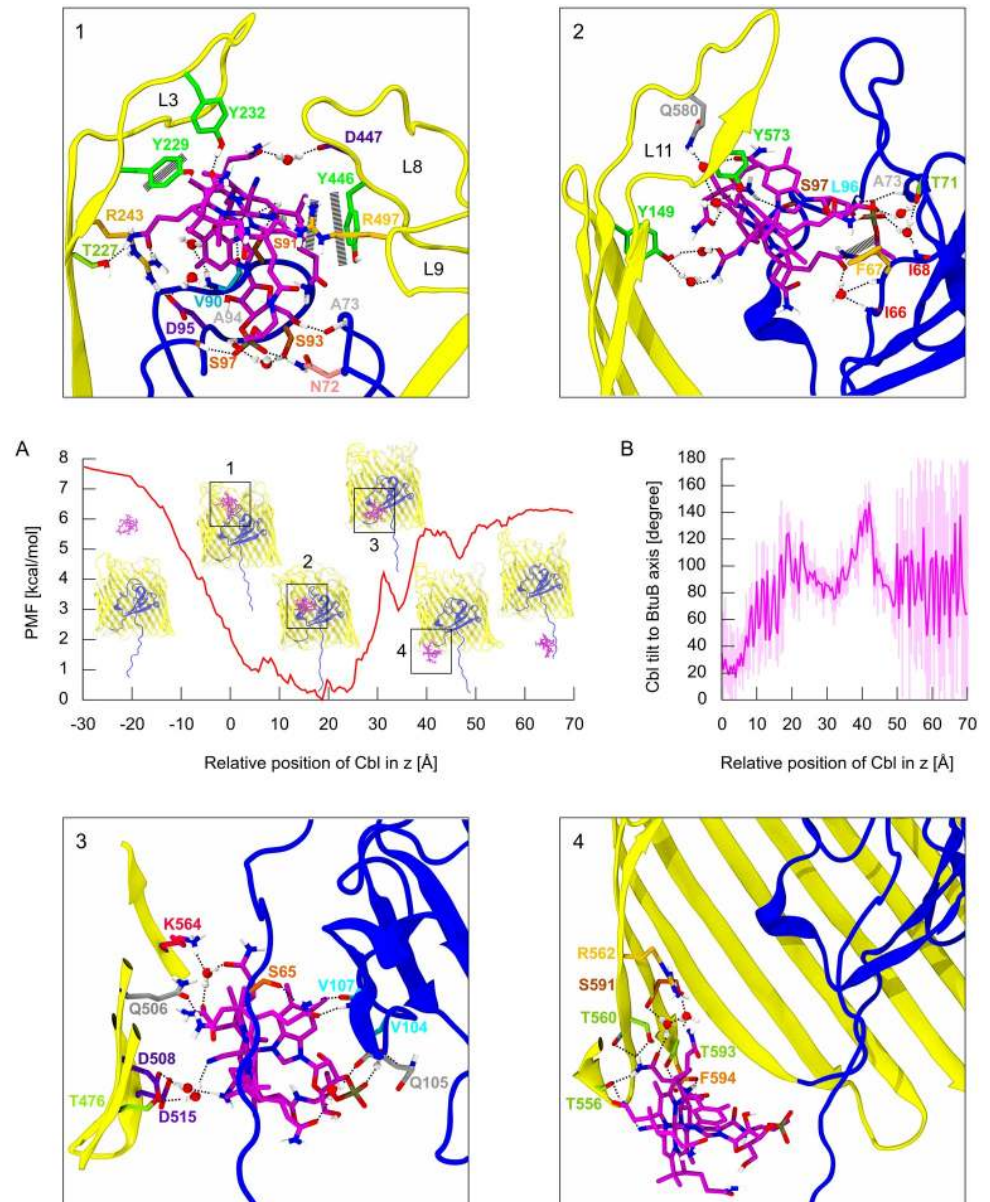 1
L3
Y232
D447
Y229
L8
Y446
R243
R497
S91
T227
L9
V90
A94
A73
D95
S93
S97
N72
2
Q580
L11
Y573
S97
L96
A73
T71
Y149
F67
I68
I66
A
8
7
6
5
4
3
2
1
0
PMF [kcal/mol]
1
2
3
4
-30 -20 -10 0 10 20 30 40 50 60 70
Relative position of Cbl in z [Å]
B
180
160
140
120
100
80
60
40
20
0
Cbl tilt to BtuB axis [degree]
0 10 20 30 40 50 60 70
Relative position of Cbl in z [Å]
3
K564
S65
V107
Q506
V104
D508
Q105
T476
D515
4
R562
S591
T560
T593
F594
T556